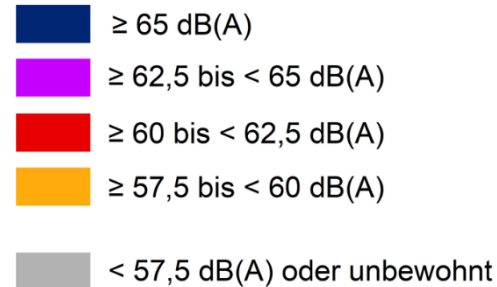 ≥ 65 dB(A)
≥ 62,5 bis < 65 dB(A)
≥ 60 bis < 62,5 dB(A)
≥ 57,5 bis < 60 dB(A)
< 57,5 dB(A) oder unbewohnt